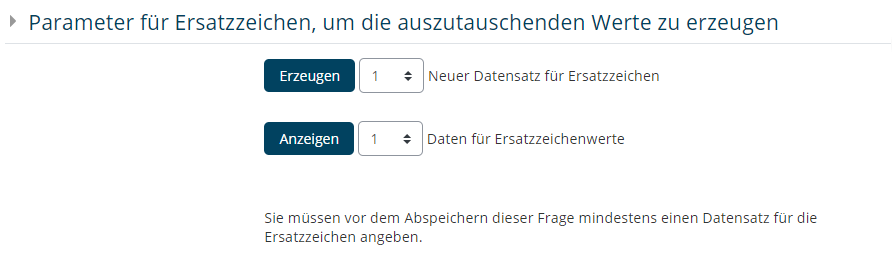 Parameter für Ersatzzeichen, um die auszutauschenden Werte zu erzeugen
Erzeugen 1 Neuer Datensatz für Ersatzzeichen
Anzeigen 1 Daten für Ersatzzeichenwerte
Sie müssen vor dem Abspeichern dieser Frage mindestens einen Datensatz für die
Ersatzzeichen angeben.